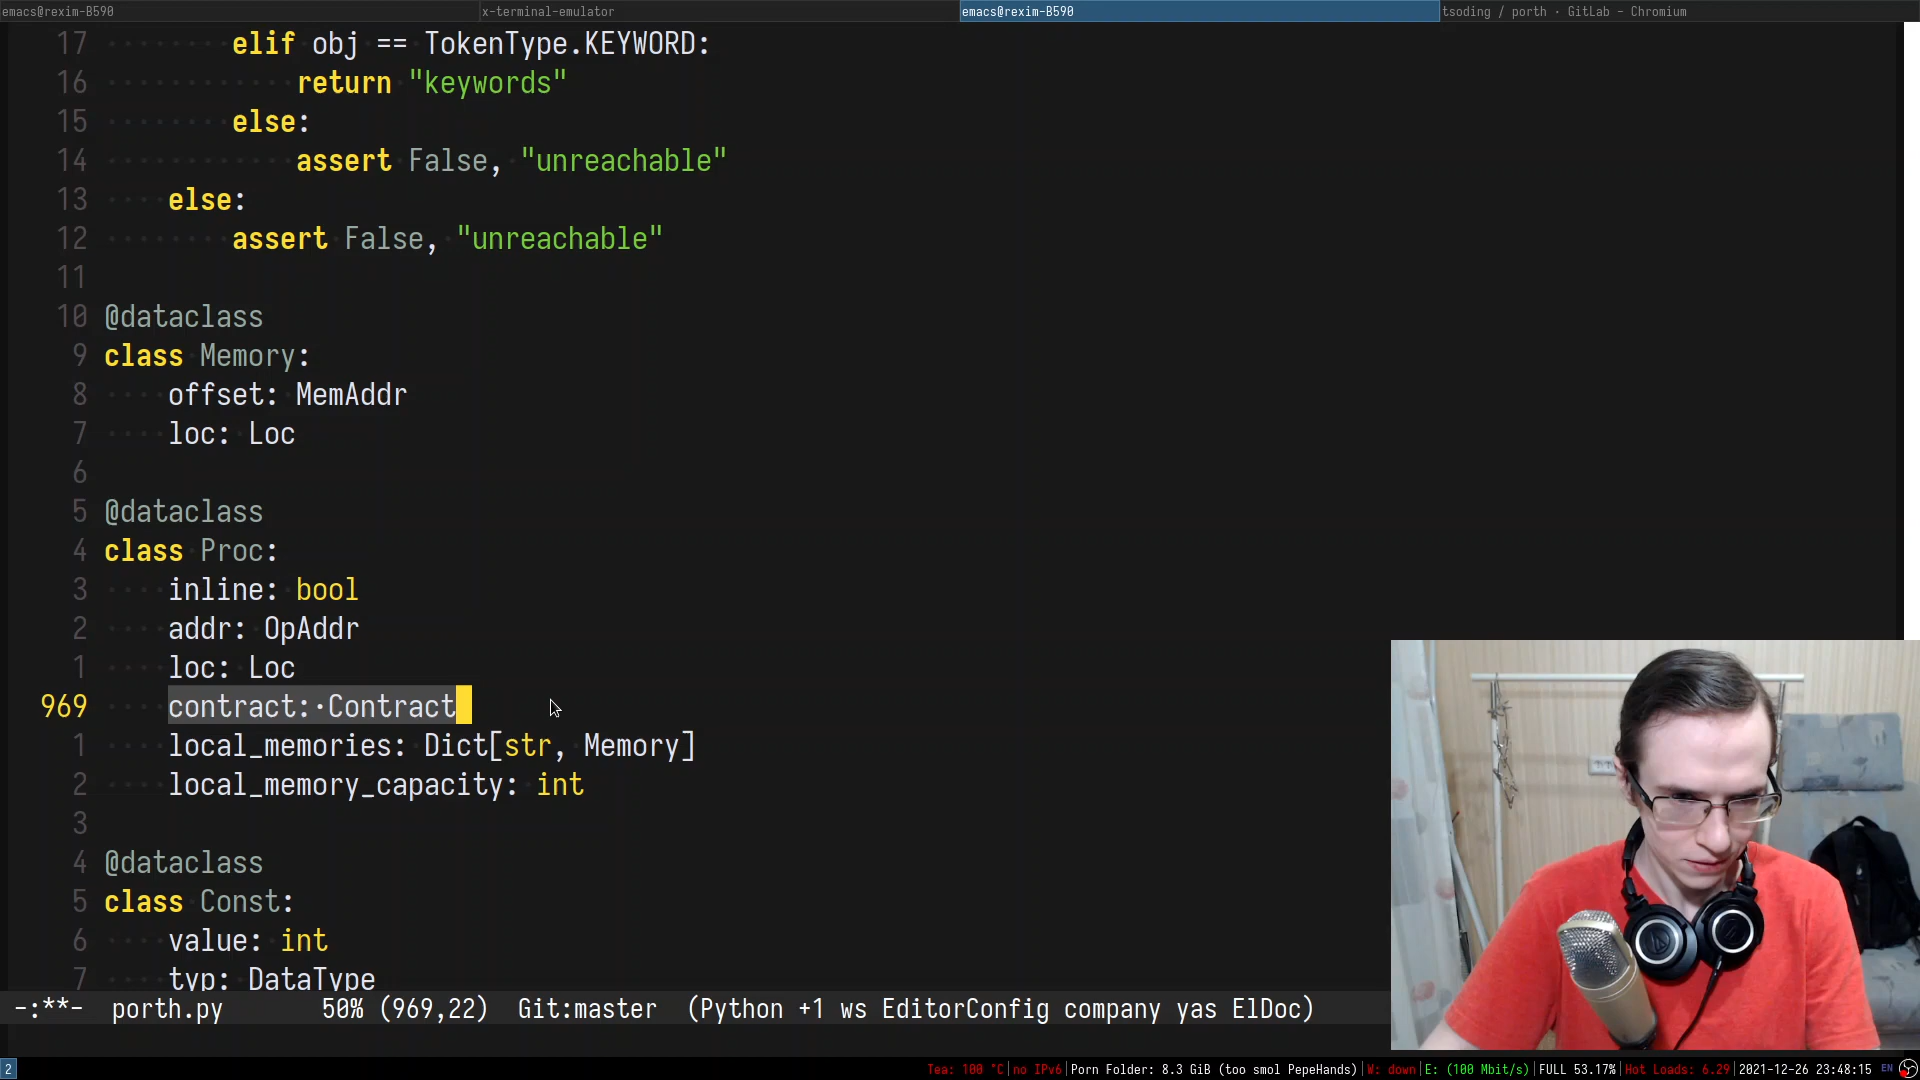 emacs@rexim-B590 x-terminal-emulator emacs@rexim-B590 tsoding / porth · GitLab - Chromium
17 elif obj == TokenType.KEYWORD:
16 return "keywords"
15 else:
14 assert False, "unreachable"
13 else:
12 assert False, "unreachable"
11
10 @dataclass
9 class Memory:
8 offset: MemAddr
7 loc: Loc
6
5 @dataclass
4 class Proc:
3 inline: bool
2 addr: OpAddr
1 loc: Loc
969 contract: Contract
1 local_memories: Dict[str, Memory]
2 local_memory_capacity: int
3
4 @dataclass
5 class Const:
6 value: int
7 typ: DataType
-:**- porth.py 50% (969,22) Git:master (Python +1 ws EditorConfig company yas ElDoc)
2 Tea: 100 °C|no IPv6|Porn Folder: 8.3 GiB (too smol PepeHands)|W: down|E: (100 Mbit/s)|FULL 53.17%|Hot Loads: 6.29|2021-12-26 23:48:15 EN